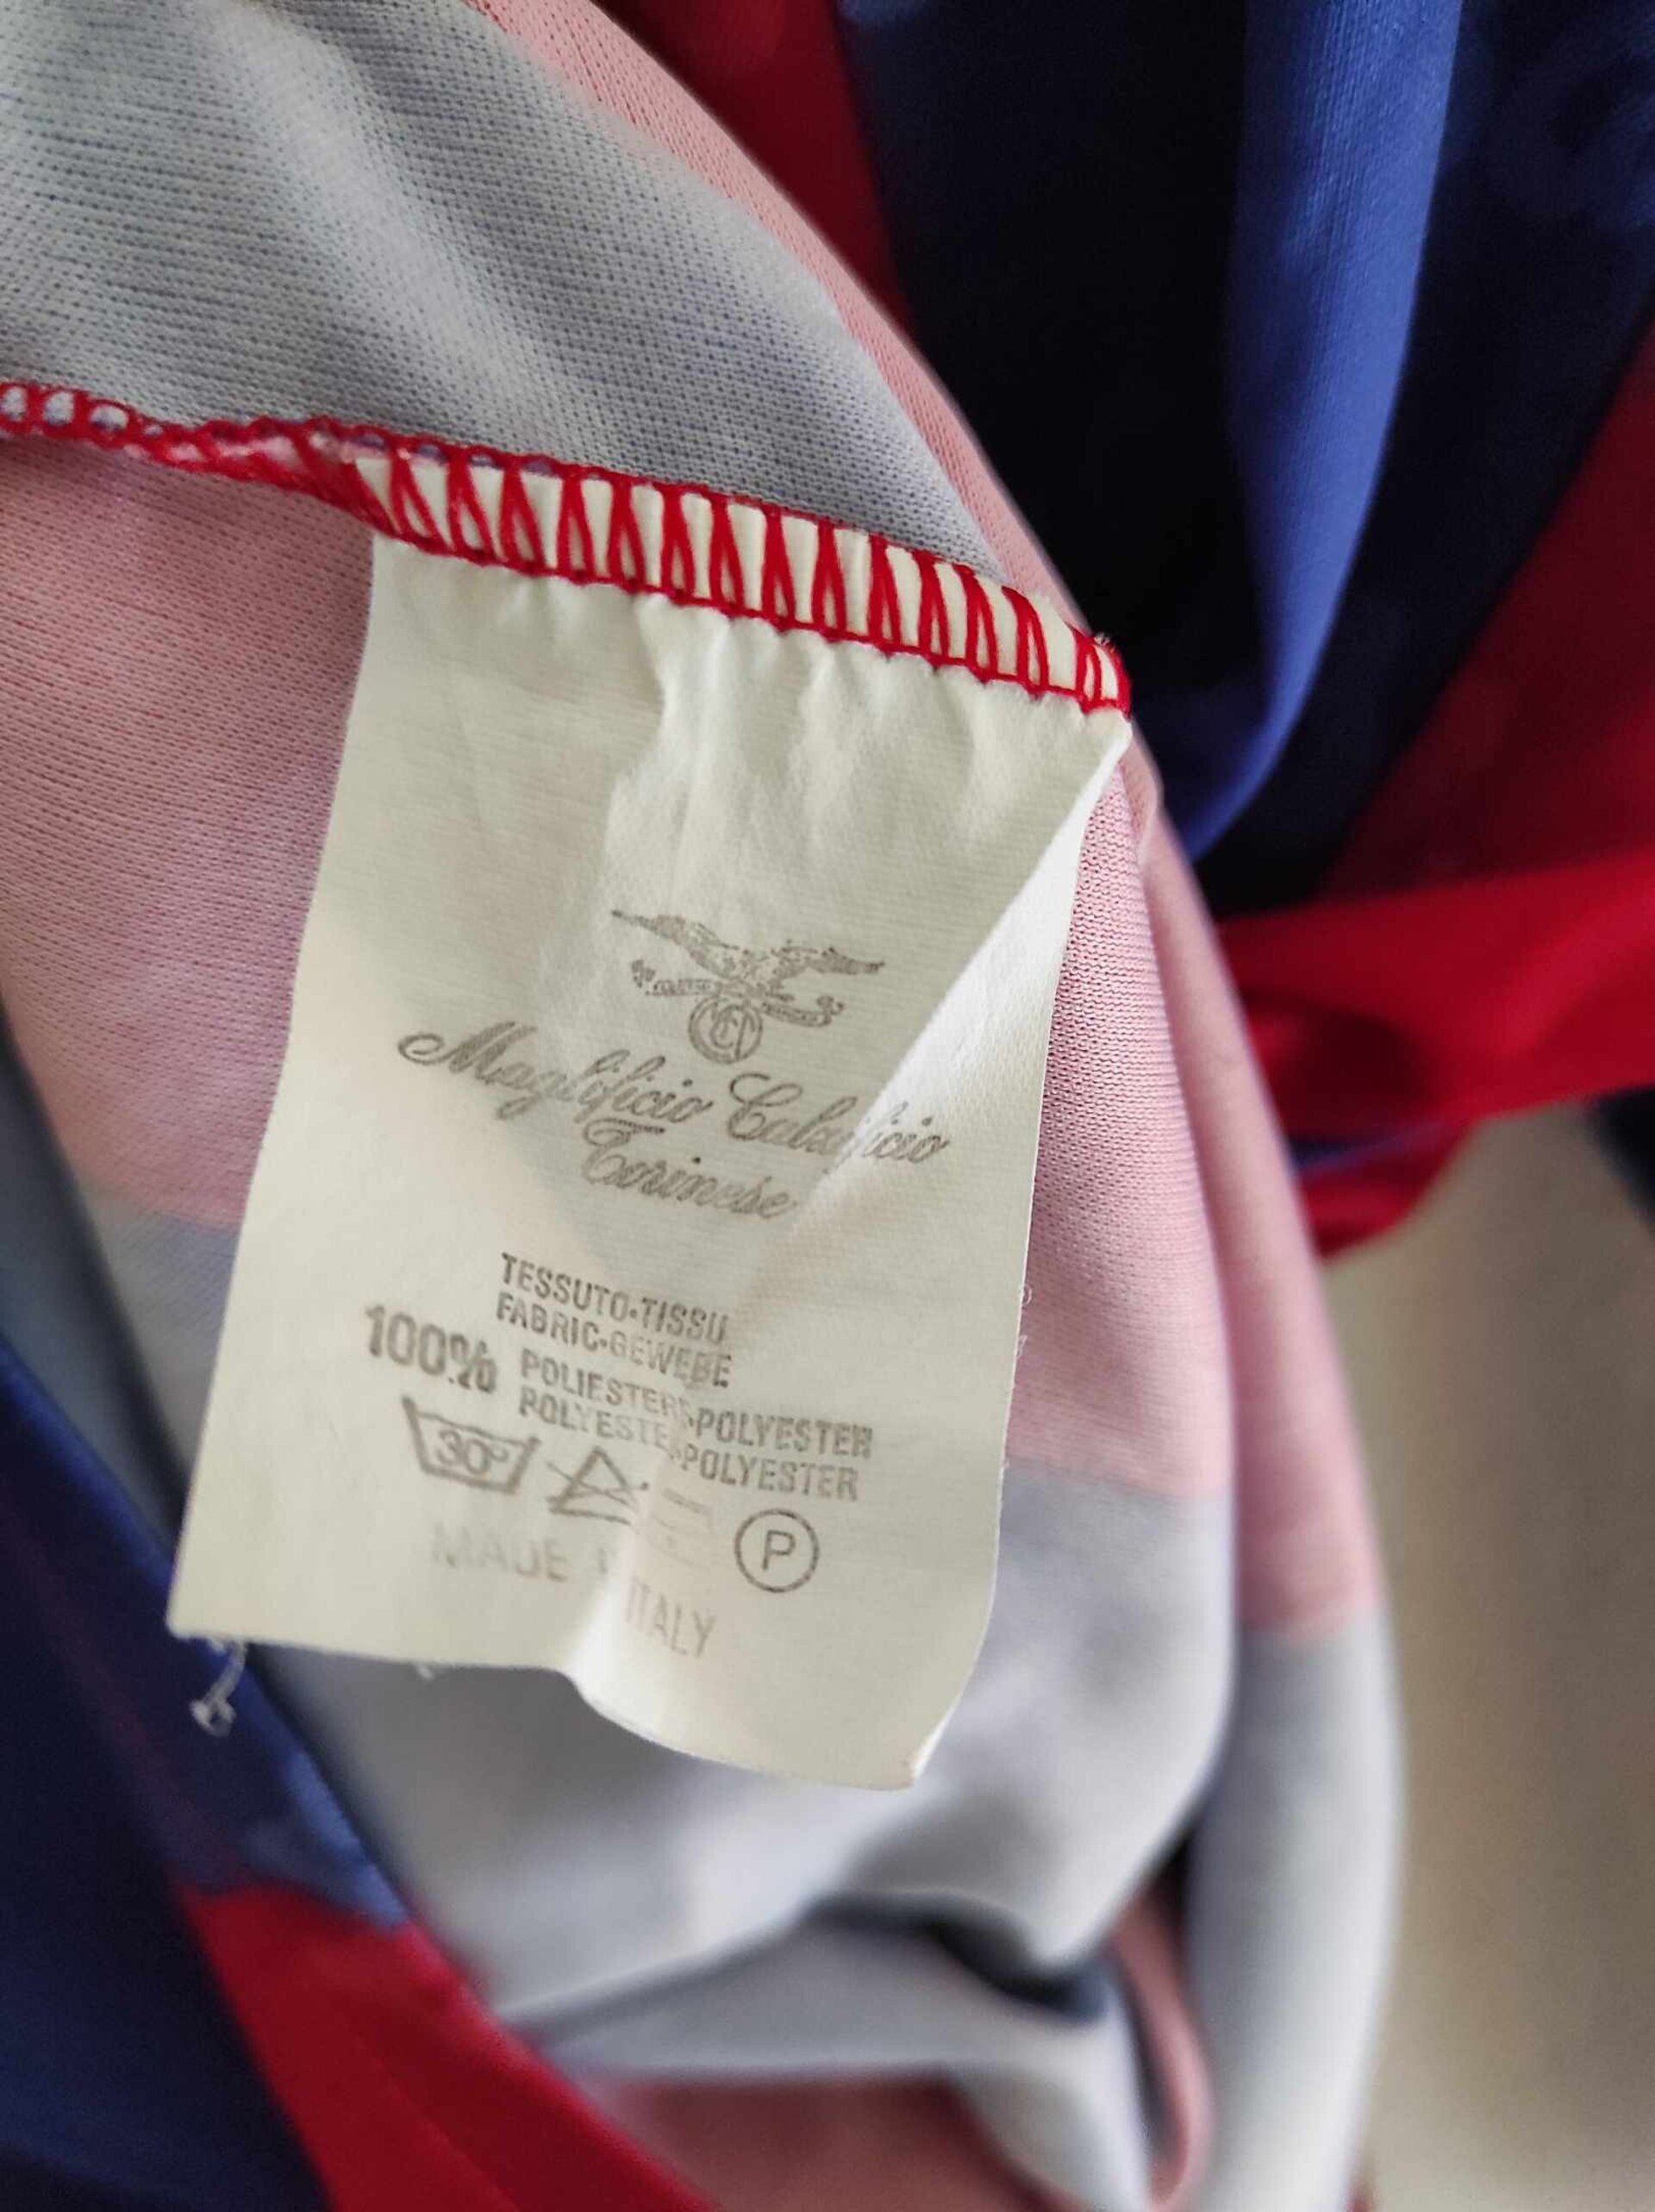 Maglificio Calzificio
Torinese
TESSUTO-TISSU
FABRIC-GEWEBE
100% POLIESTERE-POLYESTER
POLYESTER-POLYESTER
30°
P
MADE IN ITALY